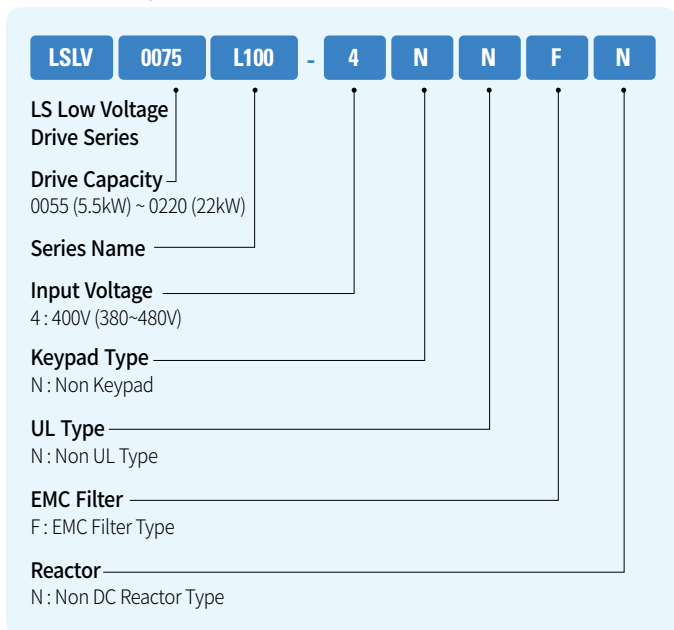 LSLV 0075 L100 - 4 N N F N
LS Low Voltage
Drive Series
Drive Capacity
0055 (5.5kW) ~ 0220 (22kW)
Series Name
Input Voltage
4 : 400V (380~480V)
Keypad Type
N : Non Keypad
UL Type
N : Non UL Type
EMC Filter
F : EMC Filter Type
Reactor
N : Non DC Reactor Type